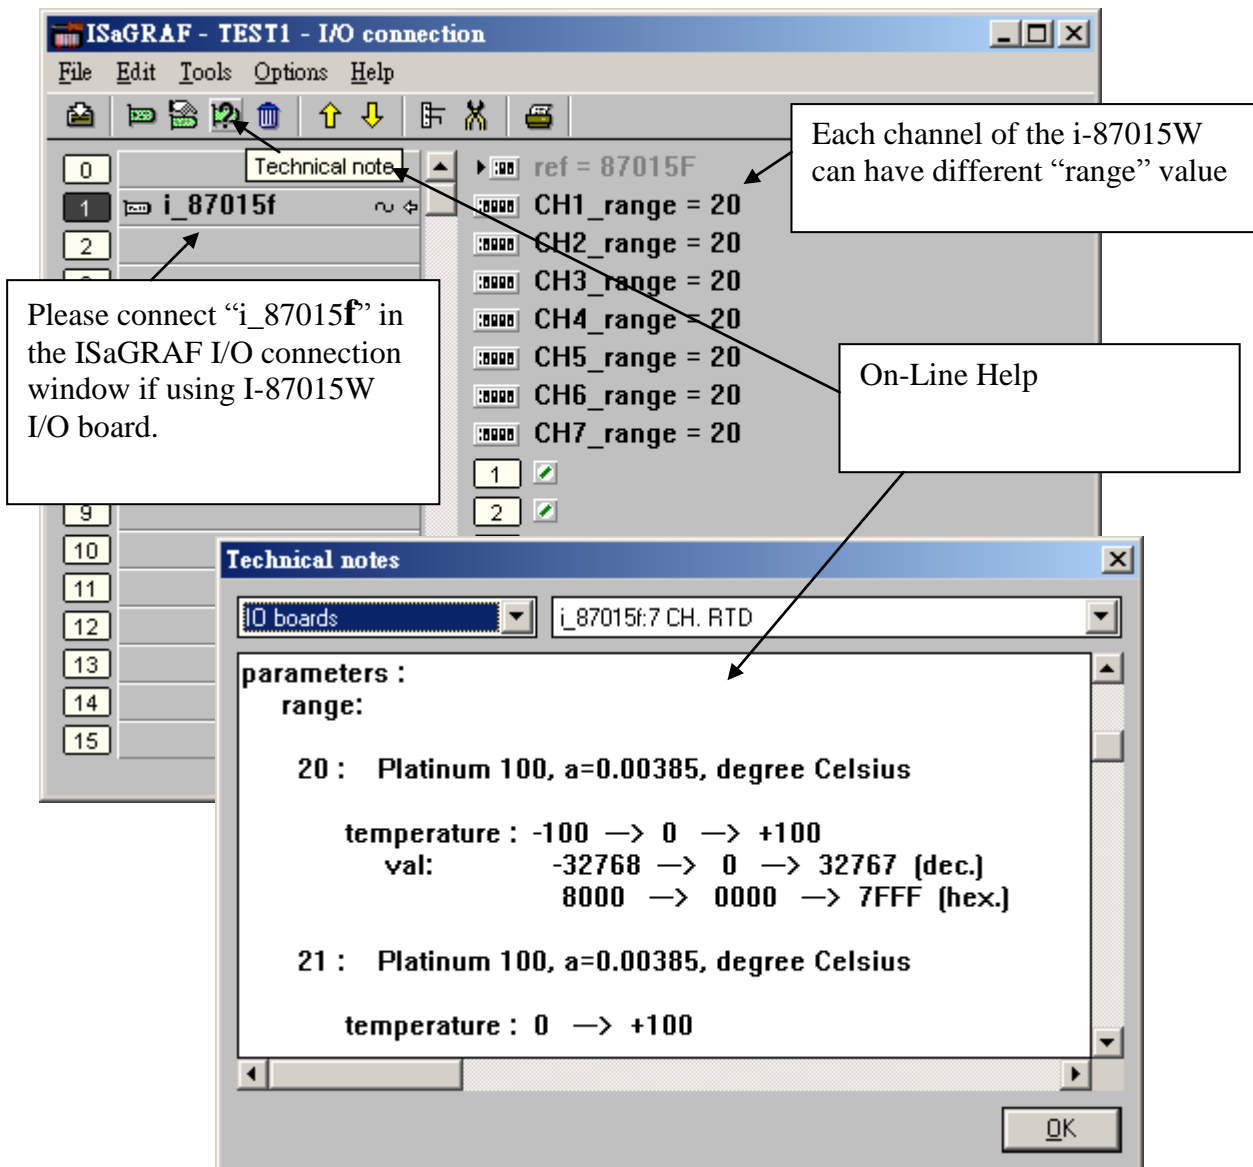 ISaGRAF - TEST1 - I/O connection
File Edit Tools Options Help
Technical note
0
1 i_87015f
2
9
10
11
12
13
14
15
ref = 87015F
CH1_range = 20
CH2_range = 20
CH3_range = 20
CH4_range = 20
CH5_range = 20
CH6_range = 20
CH7_range = 20
1
2
Each channel of the i-87015W
can have different “range” value
Please connect “i_87015f” in
the ISaGRAF I/O connection
window if using I-87015W
I/O board.
On-Line Help
Technical notes
IO boards
i_87015f:7 CH. RTD
parameters :
range:
20 : Platinum 100, a=0.00385, degree Celsius
temperature : -100 —> 0 —> +100
val: -32768 —> 0 —> 32767 (dec.)
8000 —> 0000 —> 7FFF (hex.)
21 : Platinum 100, a=0.00385, degree Celsius
temperature : 0 —> +100
OK